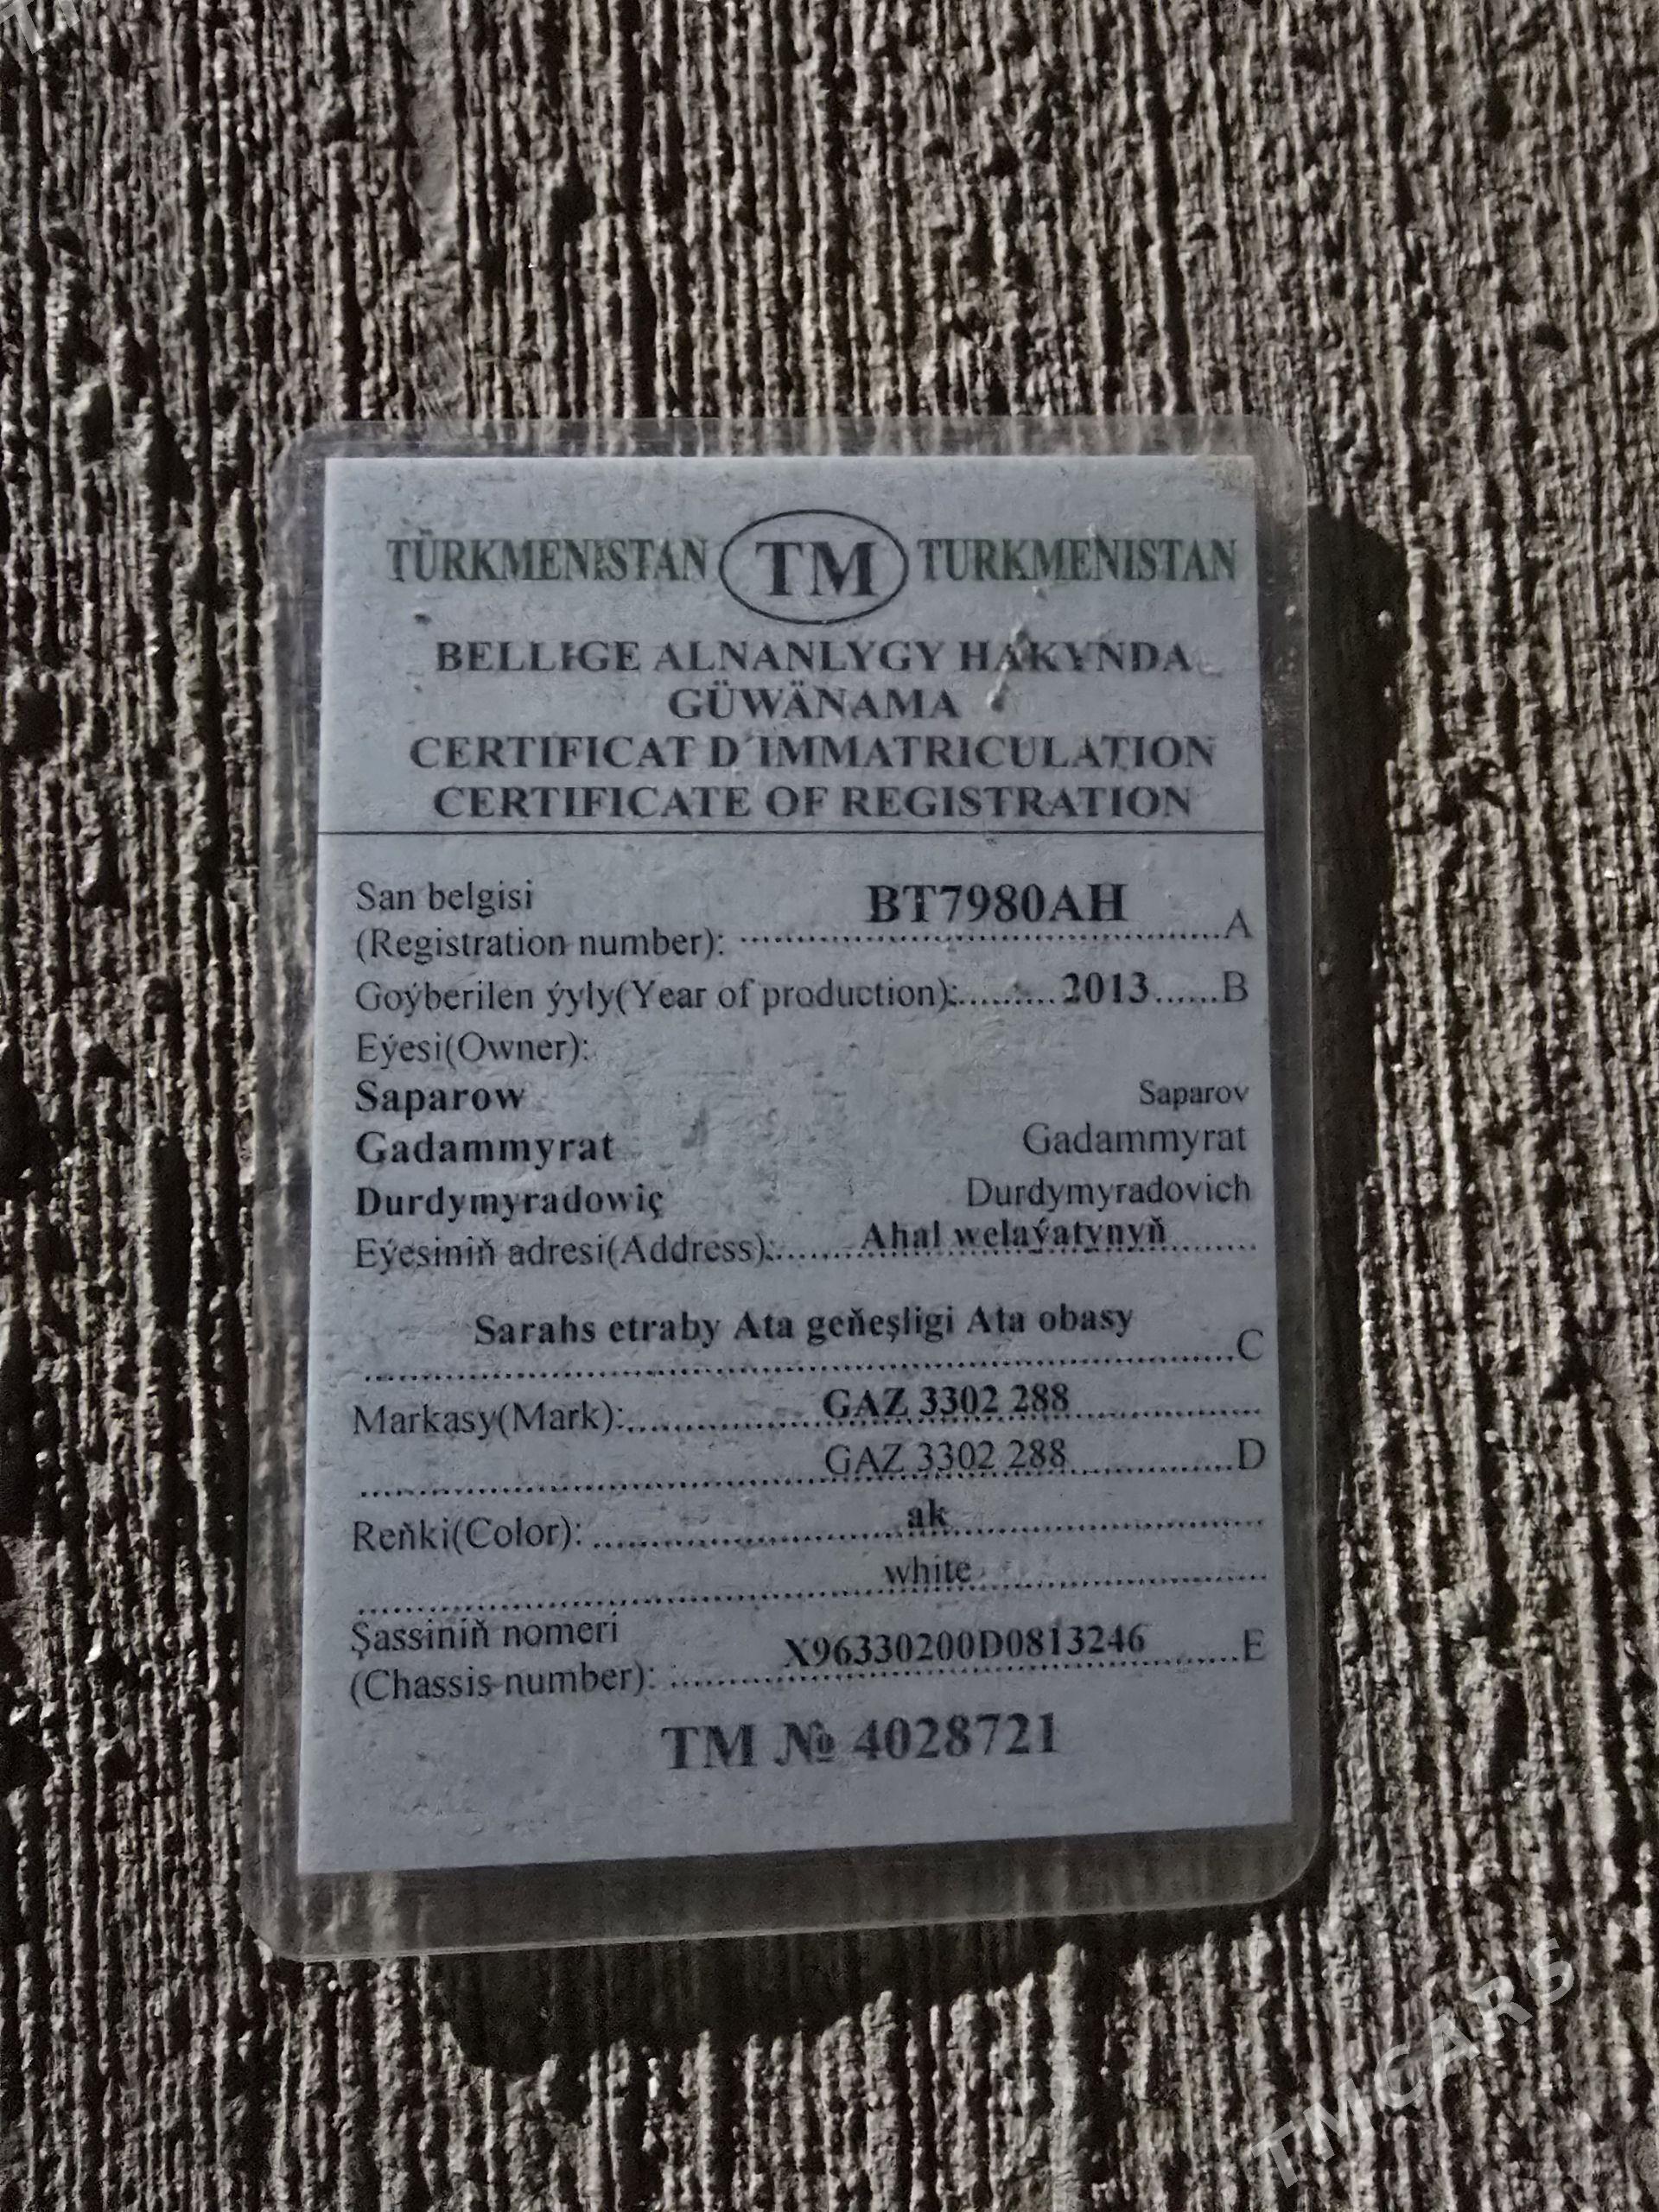 TÜRKMENISTAN TM TURKMENISTAN
BELLIGE ALNANLYGY HAKYNDA
GÜWÄNAMA
CERTIFICAT D´IMMATRICULATION
CERTIFICATE OF REGISTRATION
San belgisi BT7980AH
(Registration number): A
Goýberilen ýyly(Year of production): 2013 B
Eýesi(Owner):
Saparow Saparov
Gadammyrat Gadammyrat
Durdymyradowiç Durdymyradovich
Eýesiniň adresi(Address): Ahal welaýatynyň
Sarahs etraby Ata geňeşligi Ata obasy
C
Markasy(Mark): GAZ 3302 288
GAZ 3302 288 D
Reňki(Color): ak
white
Şassiniň nomeri X96330200D0813246 E
(Chassis number):
TM № 4028721
TMCARS